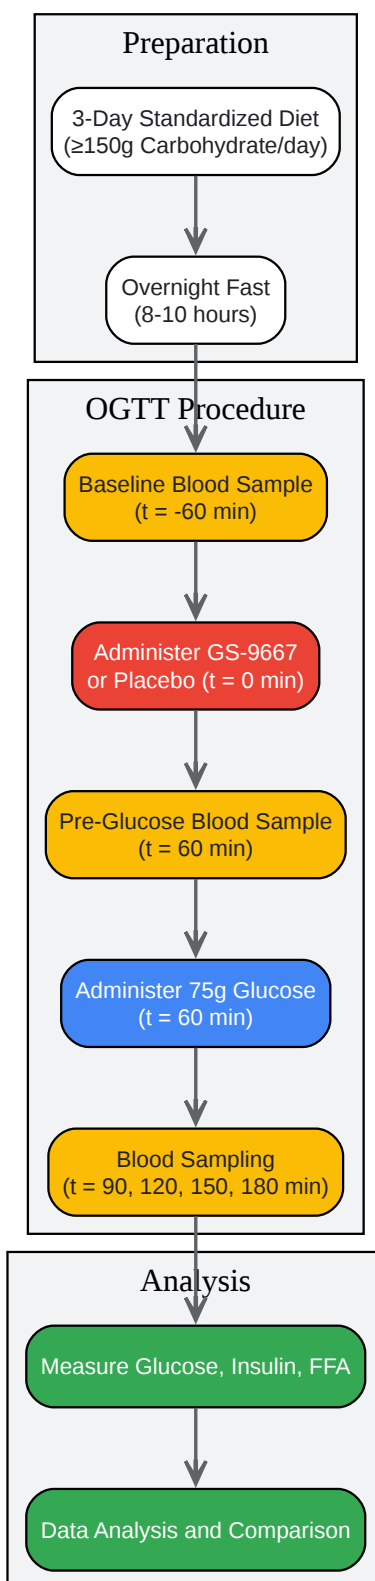 Preparation
3-Day Standardized Diet
(≥150g Carbohydrate/day)
Overnight Fast
(8-10 hours)
OGTT Procedure
Baseline Blood Sample
(t = -60 min)
Administer GS-9667
or Placebo (t = 0 min)
Pre-Glucose Blood Sample
(t = 60 min)
Administer 75g Glucose
(t = 60 min)
Blood Sampling
(t = 90, 120, 150, 180 min)
Analysis
Measure Glucose, Insulin, FFA
Data Analysis and Comparison